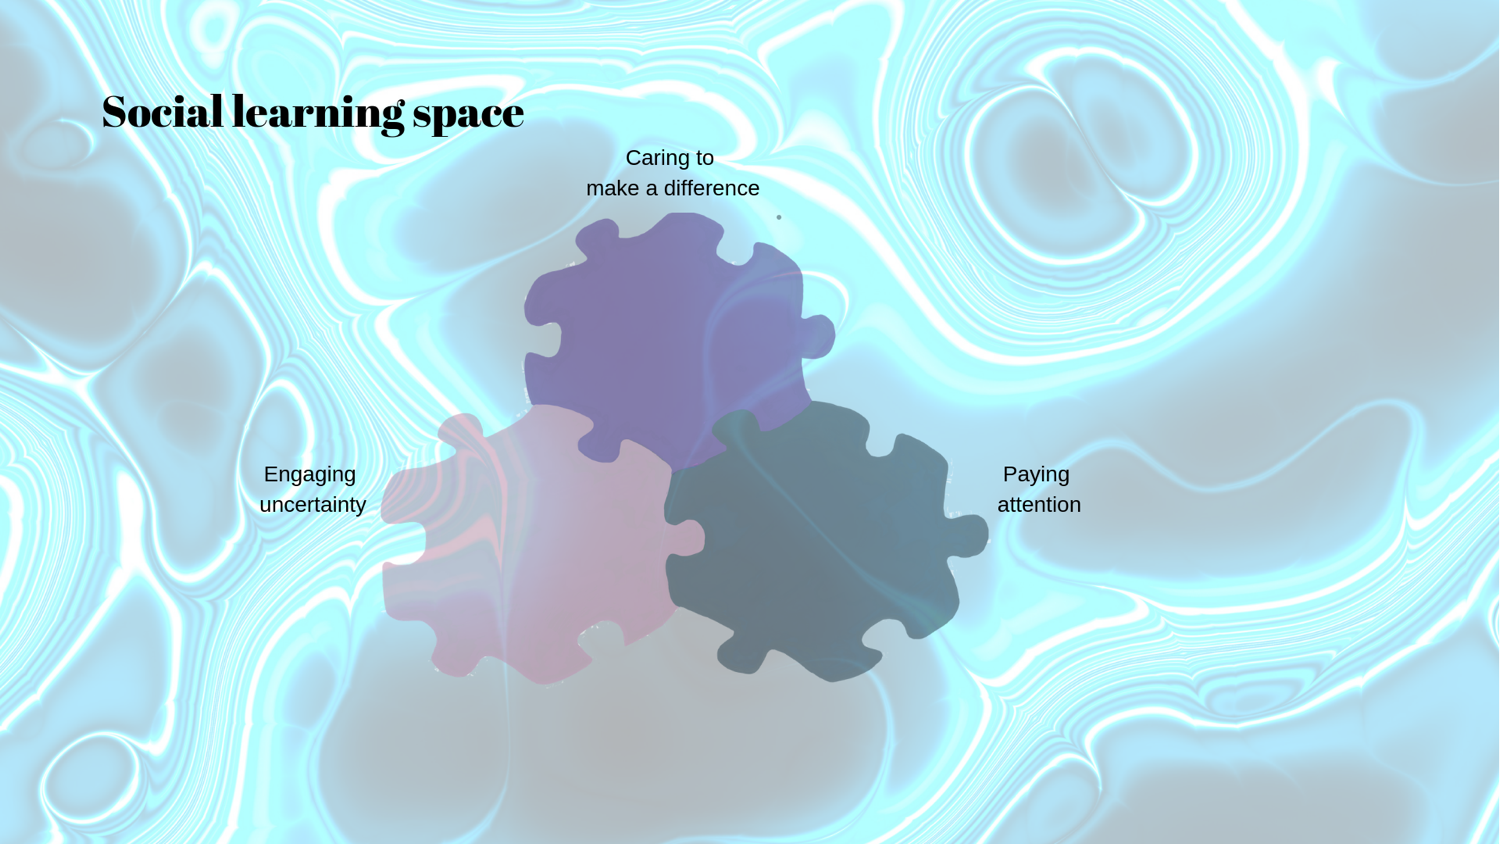 Social learning space
Caring to
make a difference
Engaging
uncertainty
Paying
attention